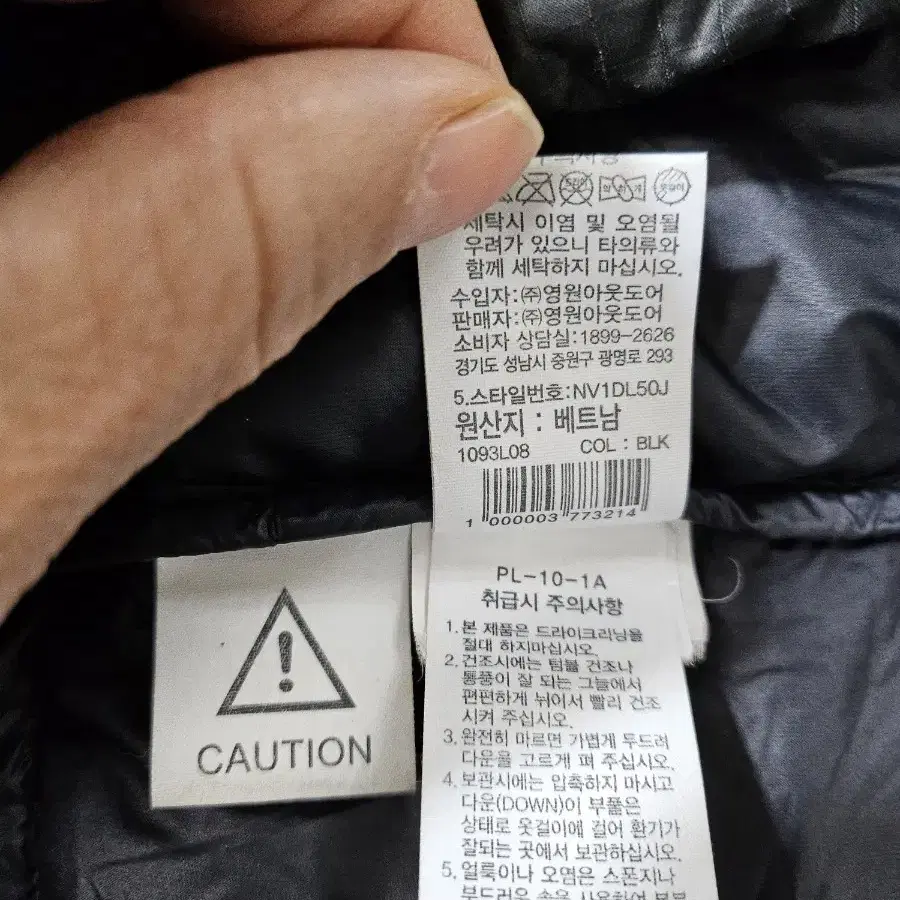 세탁시 이염 및 오염될
우려가 있으니 타의류와
함께 세탁하지 마십시오.
수입자:(주)영원아웃도어
판매자:(주)영원아웃도어
소비자 상담실:1899-2626
경기도 성남시 중원구 광명로 293
5.스타일번호:NV1DL50J
원산지 : 베트남
1093L08 COL : BLK
1 000003 773214
PL-10-1A
취급시 주의사항
1.본 제품은 드라이크리닝을
절대 하지마십시오.
2.건조시에는 텀블 건조나
통풍이 잘 되는 그늘에서
편편하게 뉘어서 빨리 건조
시켜 주십시오.
3.완전히 마르면 가볍게 두드려
다운을 고르게 펴 주십시오.
4.보관시에는 압축하지 마시고
다운(DOWN)이 부품은
상태로 옷걸이에 걸어 환기가
잘되는 곳에서 보관하십시오.
5.얼룩이나 오염은 스폰지나
부드러운 솔을 사용하여
CAUTION